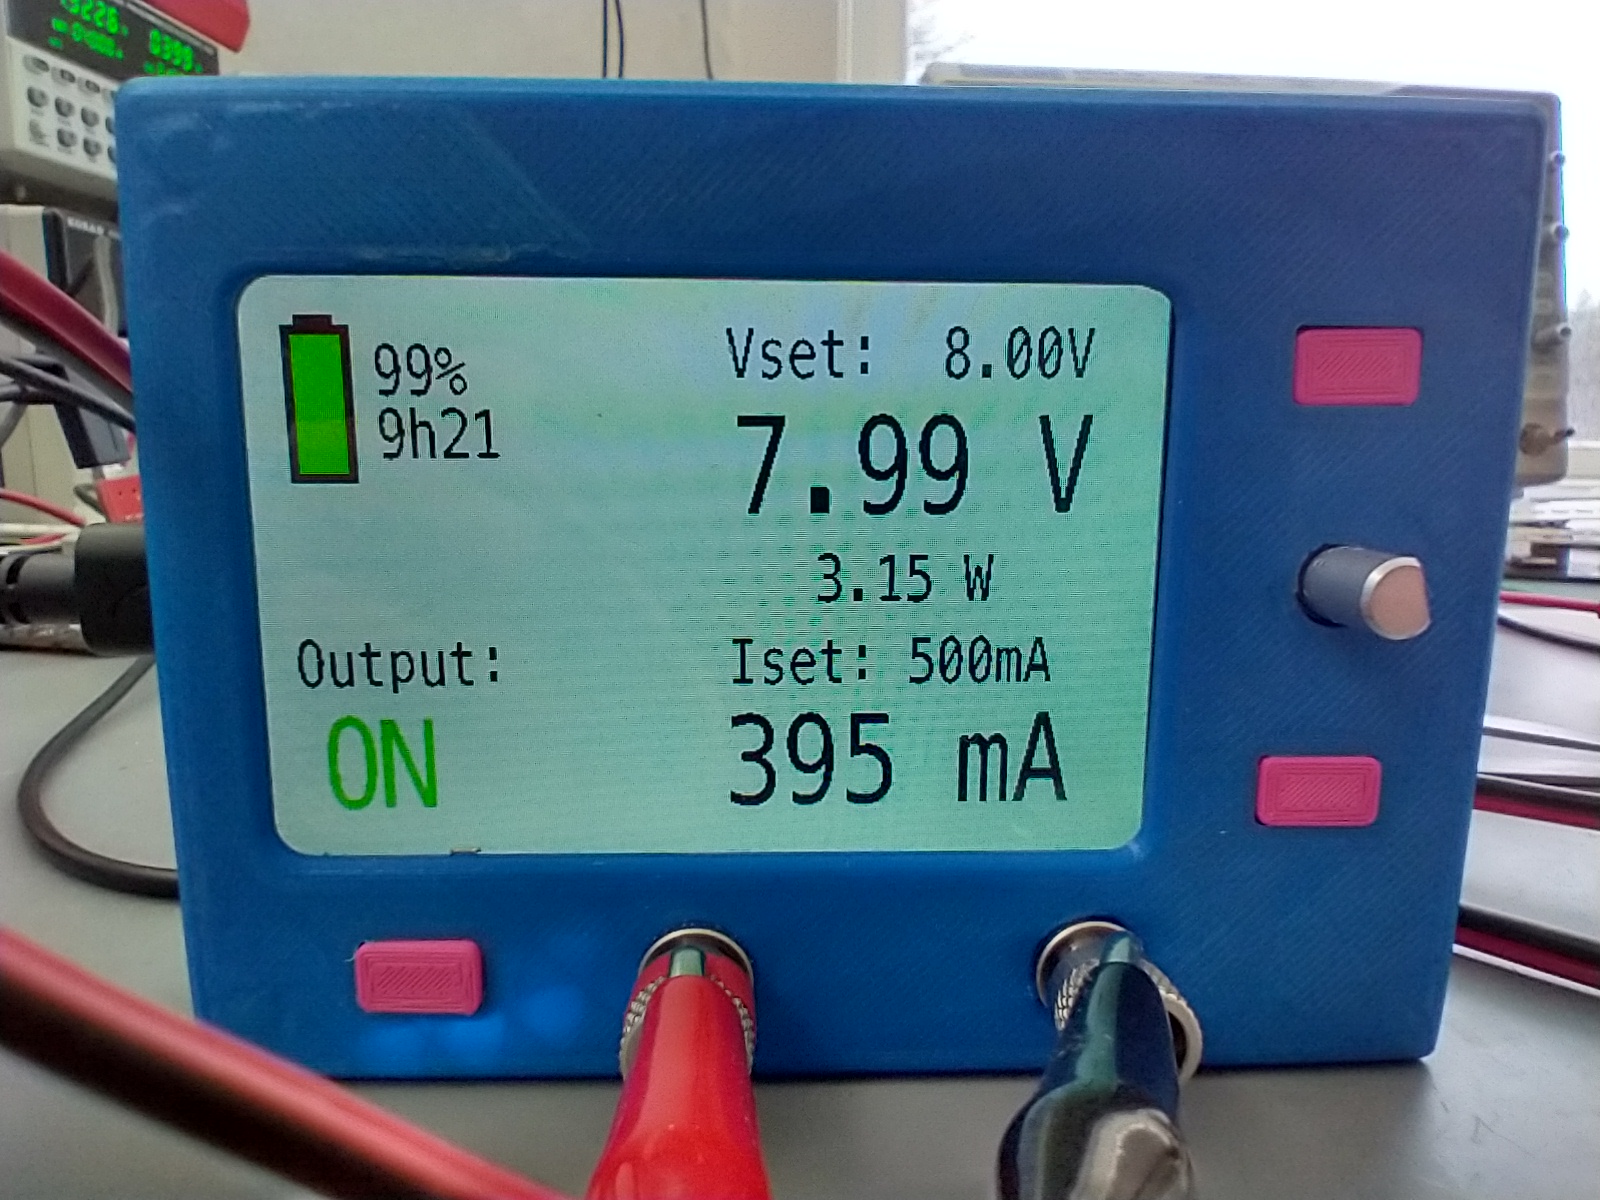 99%
9h21
Vset: 8.00V
7.99 V
3.15 W
Output:
ON
Iset: 500mA
395 mA